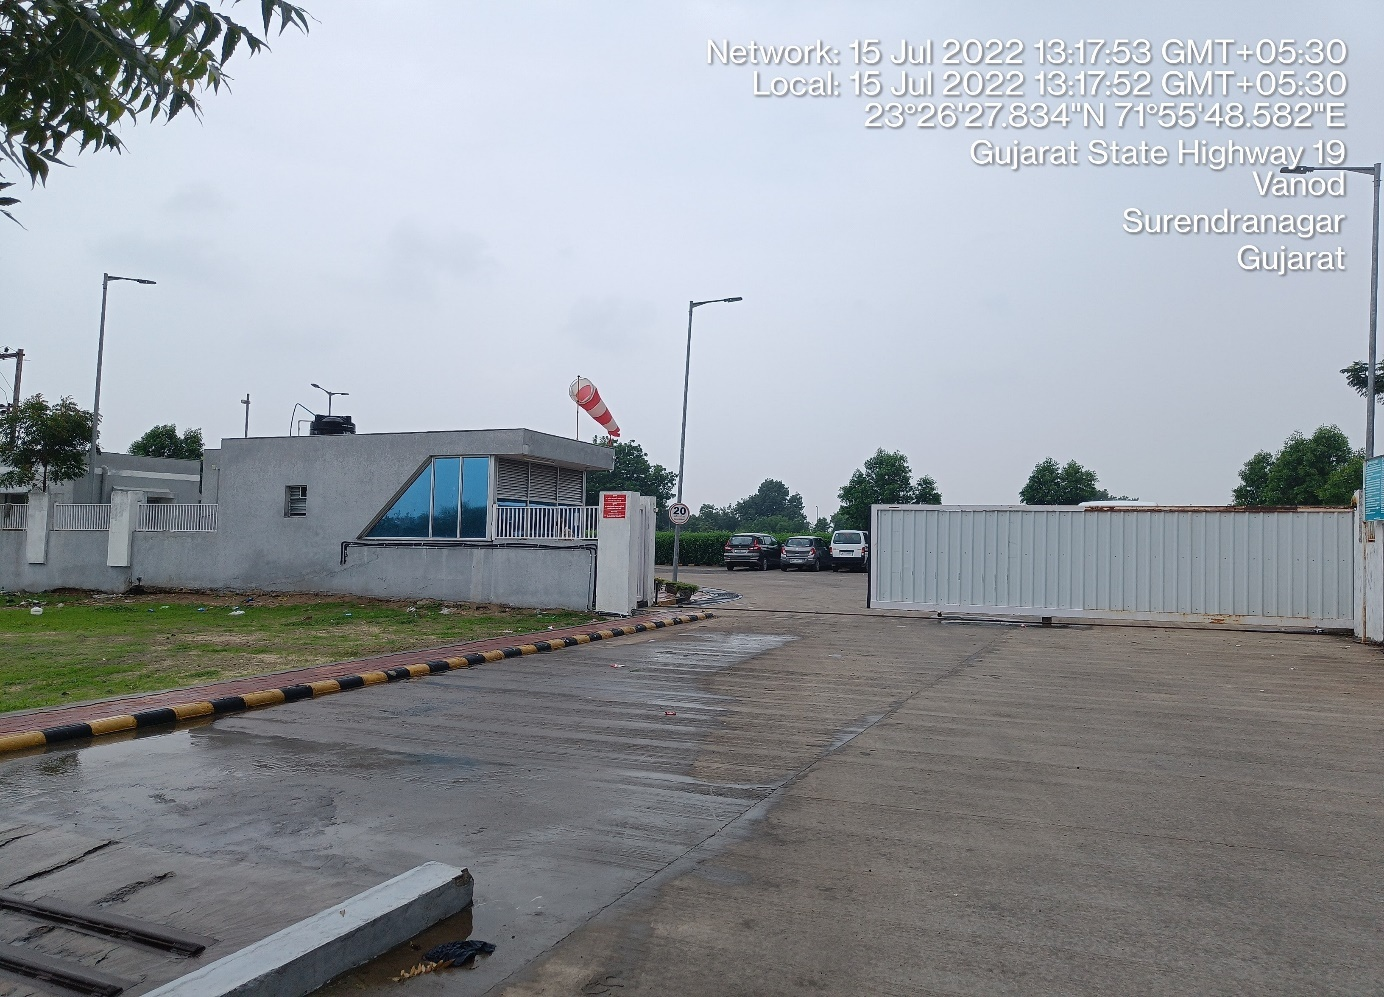 Network: 15 Jul 2022 13:17:53 GMT+05:30
Local: 15 Jul 2022 13:17:52 GMT+05:30
23°26'27.834"N 71°55'48.582"E
Gujarat State Highway 19
Vanod
Surendranagar
Gujarat
20